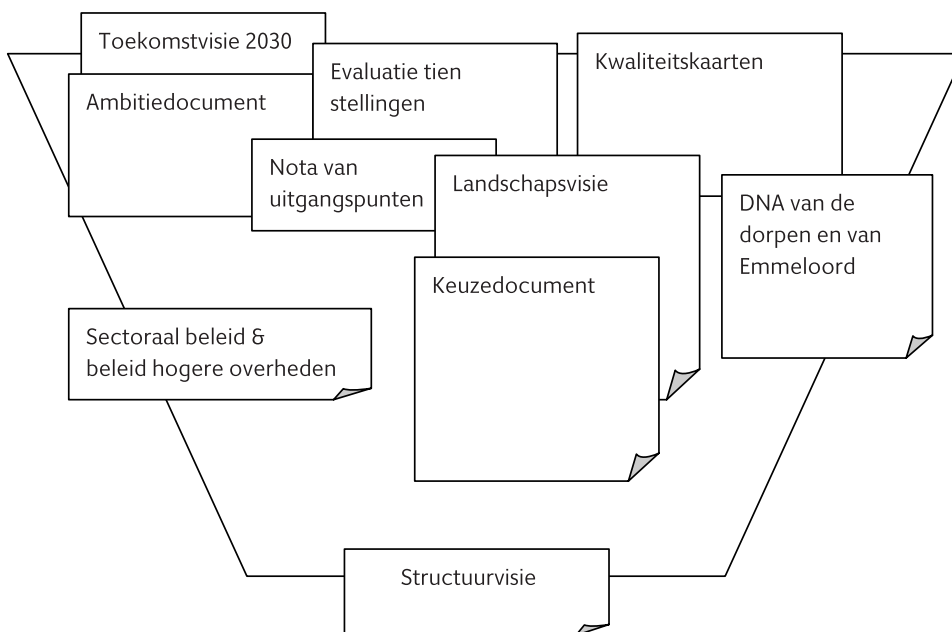 Toekomstvisie 2030
Ambitiedocument
Evaluatie tien
stellingen
Kwaliteitskaarten
Nota van
uitgangspunten
Landschapsvisie
DNA van de
dorpen en van
Emmeloord
Keuzedocument
Sectoraal beleid &
beleid hogere overheden
Structuurvisie